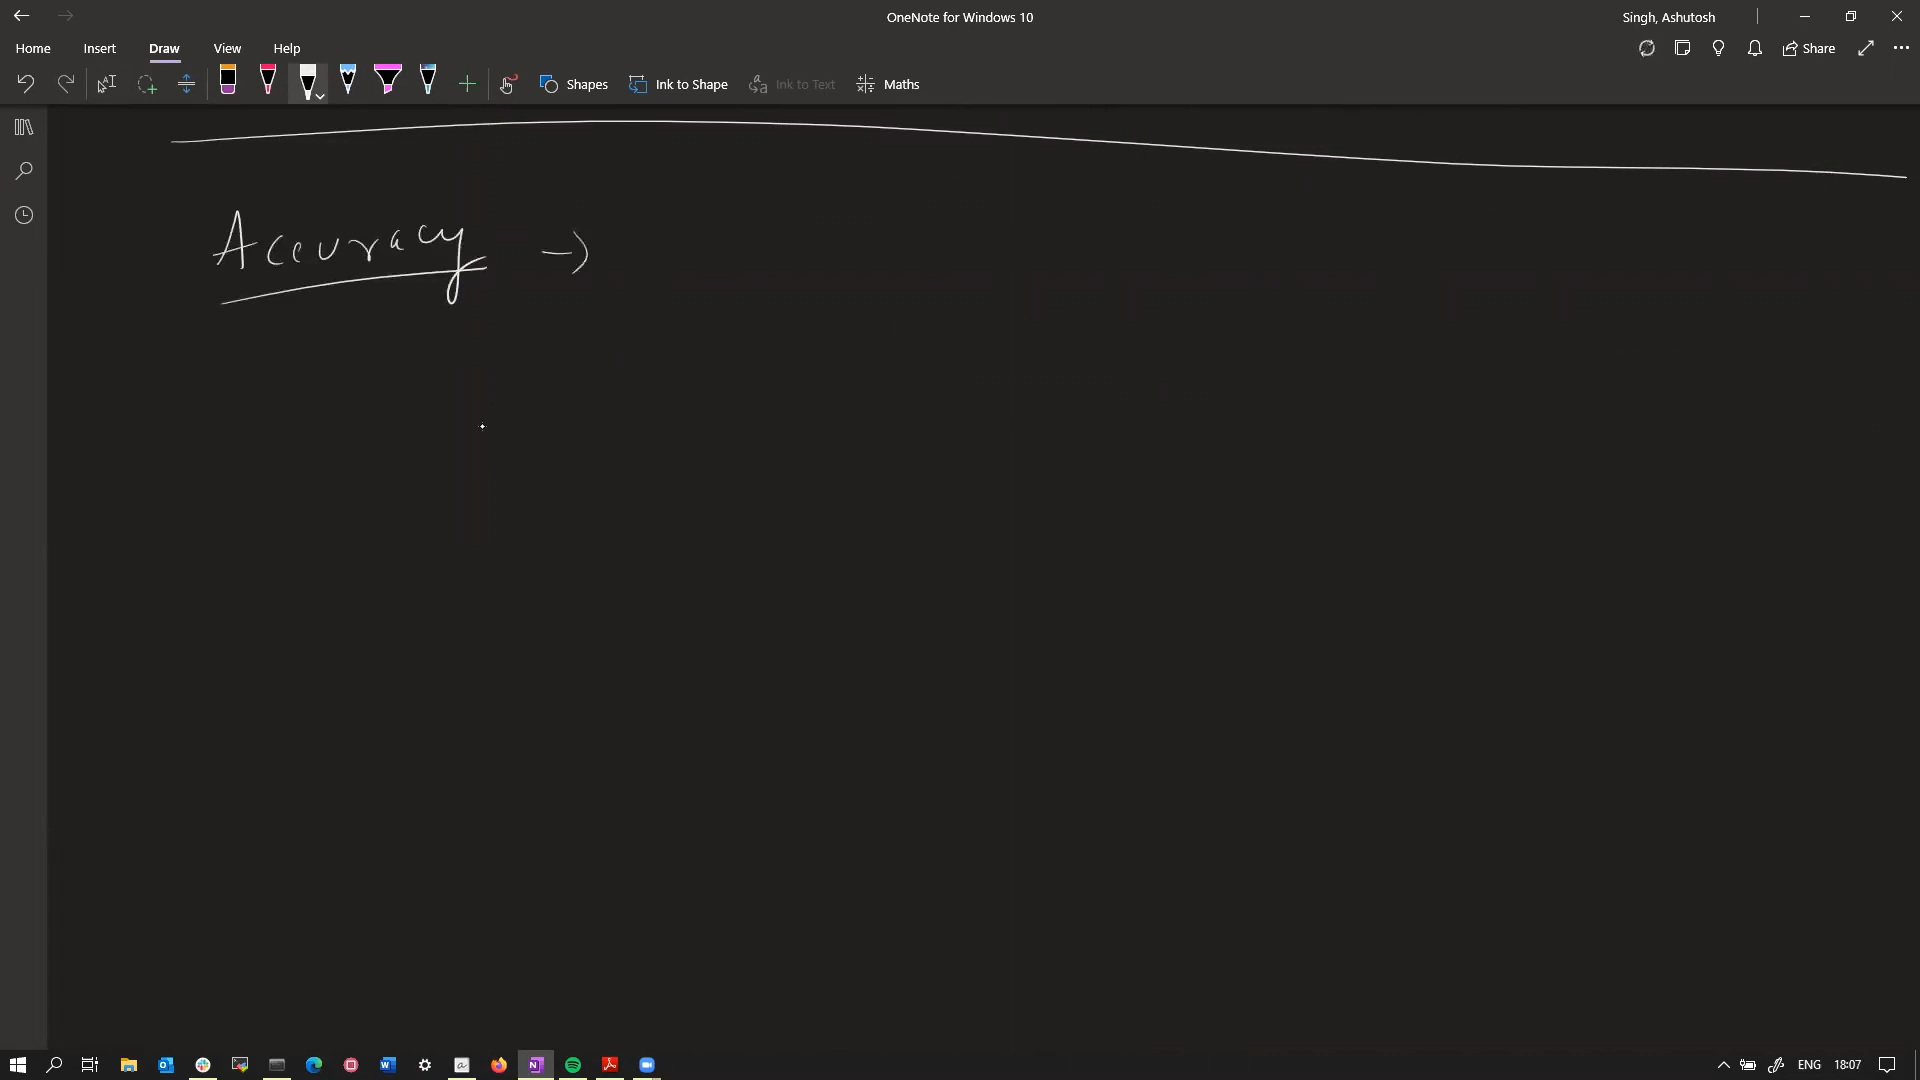 OneNote for Windows 10
Singh, Ashutosh
Home Insert Draw View Help
Share
Shapes Ink to Shape Ink to Text Maths
Accuracy →
ENG 18:07